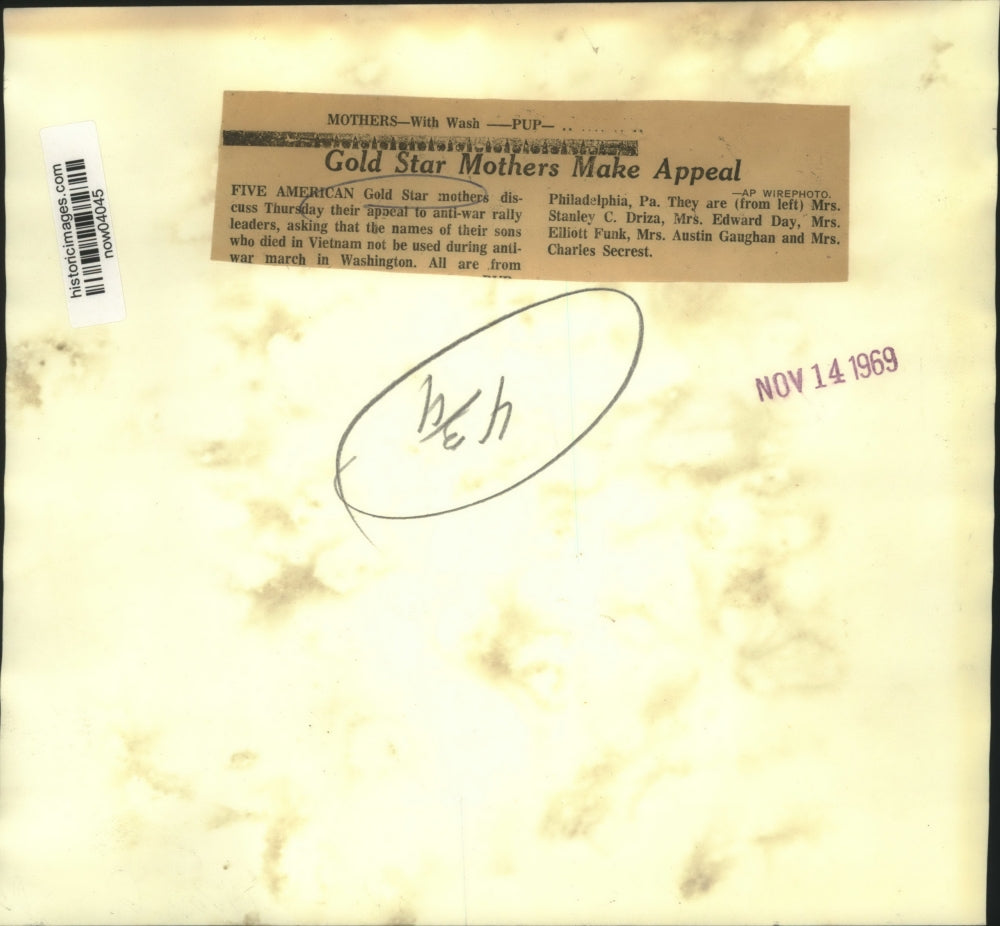 MOTHERS—With Wash ——PUP—
Gold Star Mothers Make Appeal
FIVE AMERICAN Gold Star mothers dis-
cuss Thursday their appeal to anti-war rally
leaders, asking that the names of their sons
who died in Vietnam not be used during anti-
war march in Washington. All are from
—AP WIREPHOTO.
Philadelphia, Pa. They are (from left) Mrs.
Stanley C. Driza, Mrs. Edward Day, Mrs.
Elliott Funk, Mrs. Austin Gaughan and Mrs.
Charles Secrest.
historicimages.com
now04045
NOV 14 1969
4 3/4